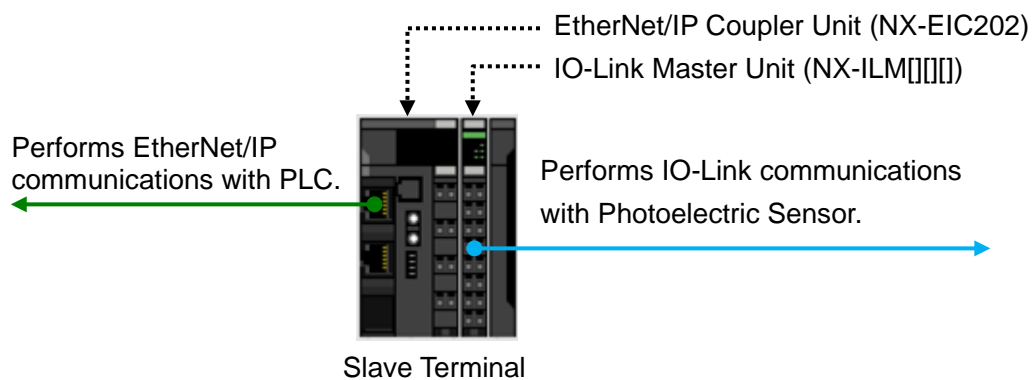 EtherNet/IP Coupler Unit (NX-EIC202)
IO-Link Master Unit (NX-ILM[][][])
Performs EtherNet/IP
communications with PLC.
Performs IO-Link communications
with Photoelectric Sensor.
Slave Terminal